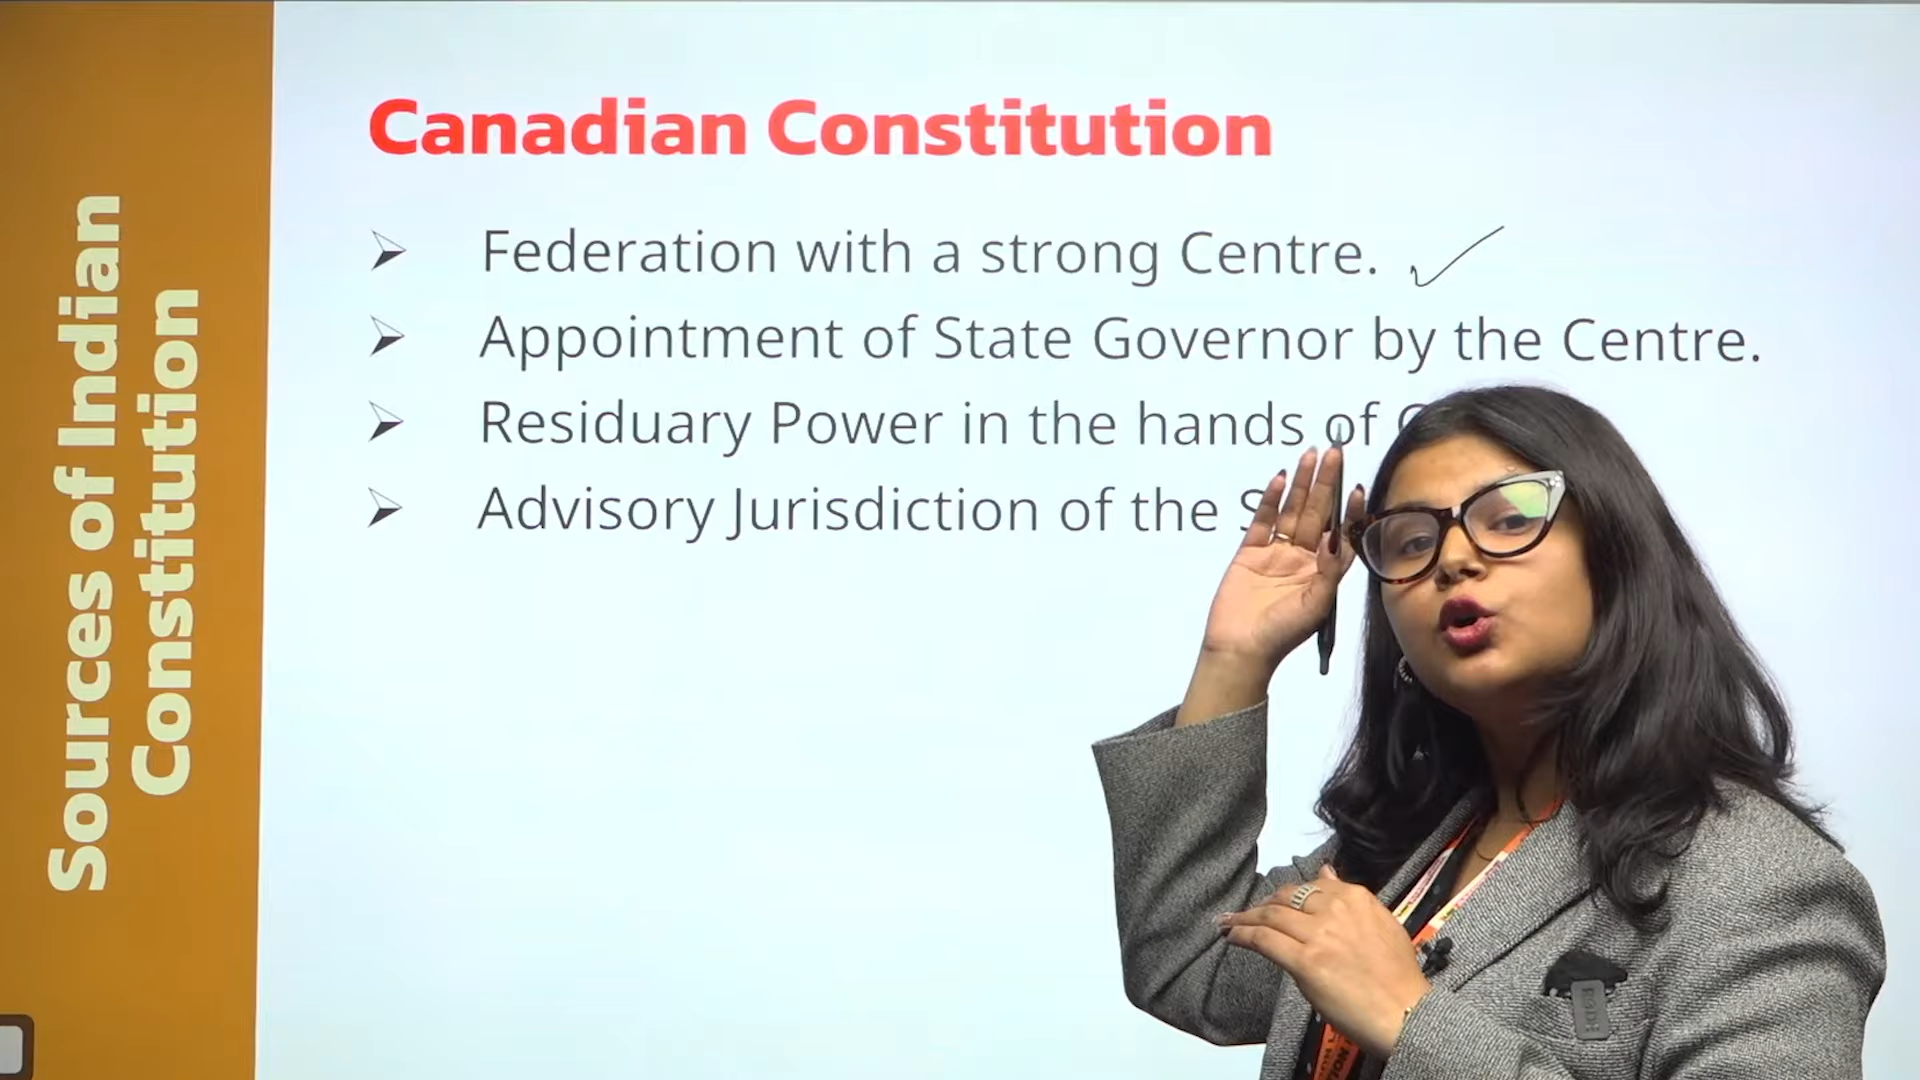 Sources of Indian
Constitution
Canadian Constitution
Federation with a strong Centre.
Appointment of State Governor by the Centre.
Residuary Power in the hands of
Advisory Jurisdiction of the